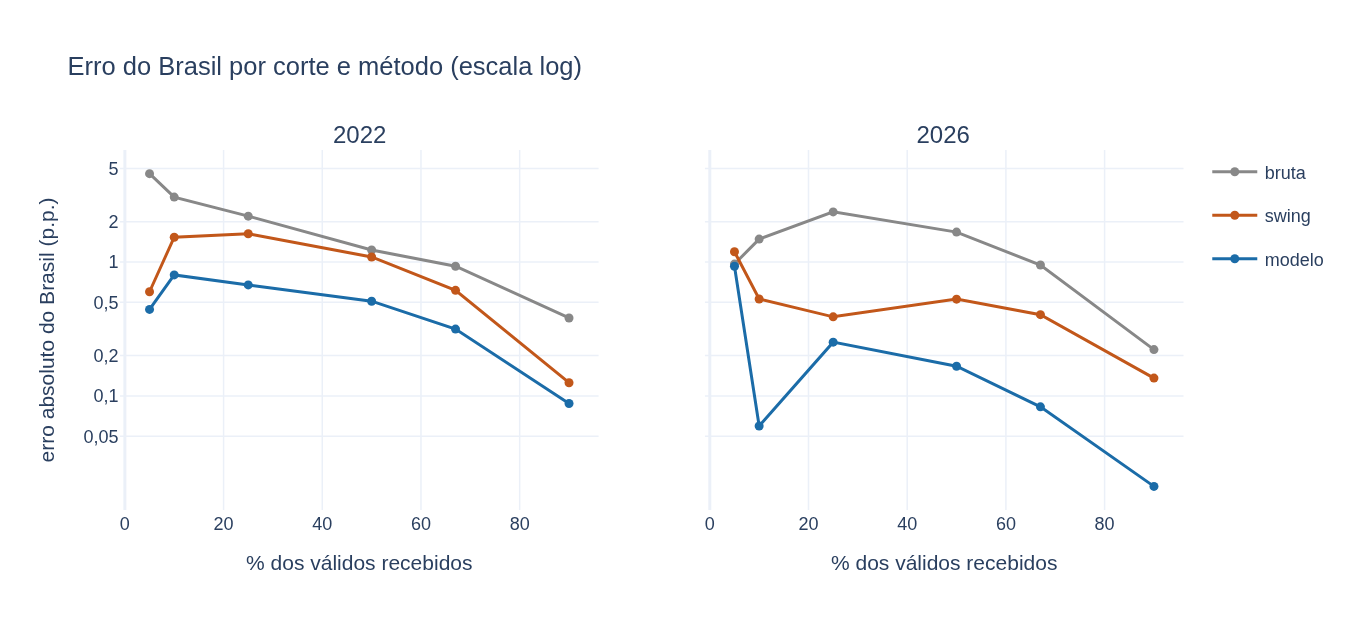 Erro do Brasil por corte e método (escala log)
2022
2026
erro absoluto do Brasil (p.p.)
5
2
1
0,5
0,2
0,1
0,05
0 20 40 60 80
0 20 40 60 80
% dos válidos recebidos
% dos válidos recebidos
bruta
swing
modelo